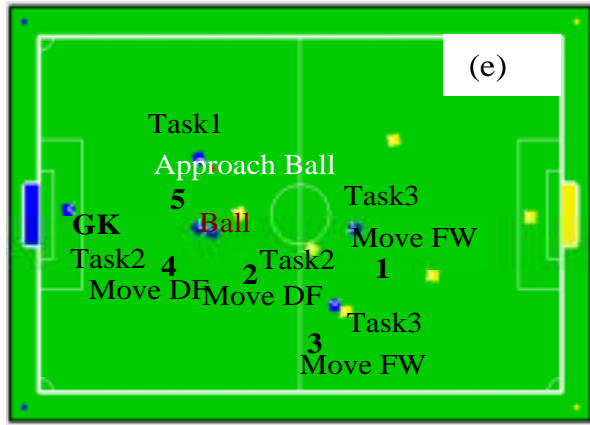 (e)
Task1
Approach Ball
5
Task3
GK
Ball
Move FW
Task2
4
2
Task2
1
Move DF
Move DF
Task3
3
Move FW